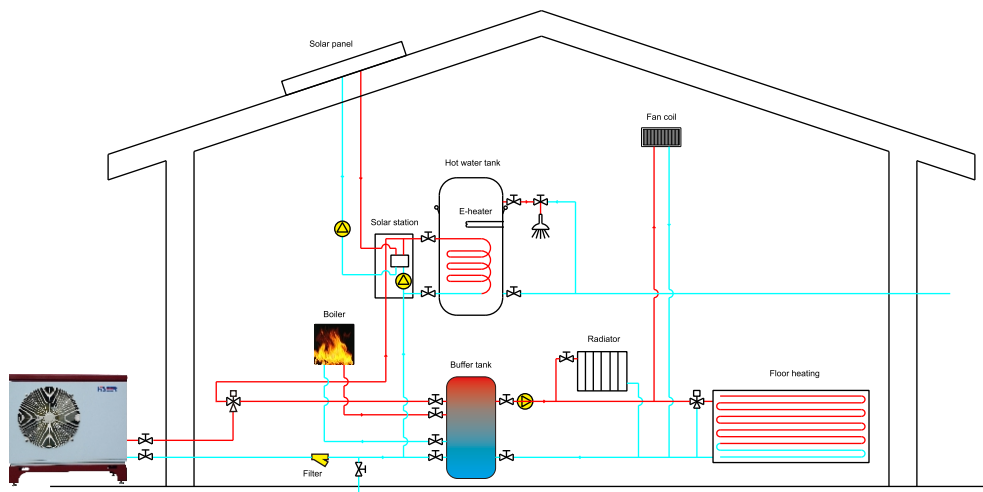 Solar panel
Fan coil
Hot water tank
E-heater
Solar station
Boiler
Radiator
Buffer tank
Floor heating
Filter